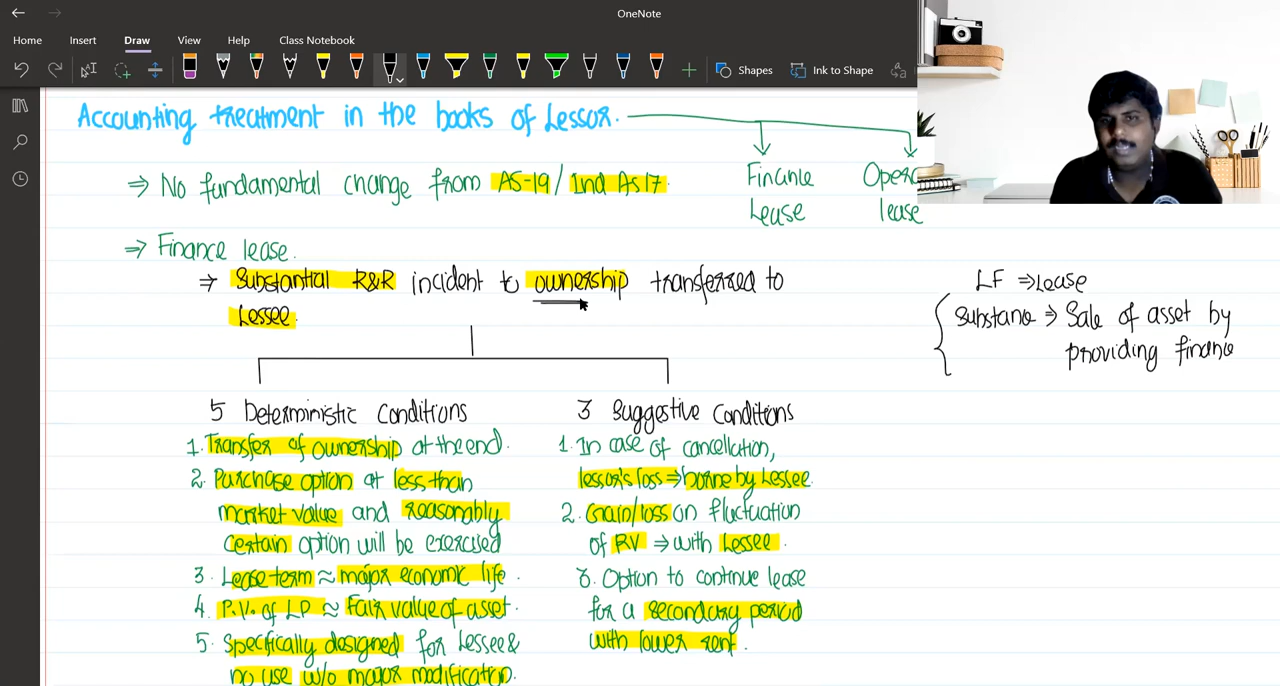 OneNote
Home Insert Draw View Help Class Notebook
Shapes Ink to Shape
Accounting treatment in the books of Lessor.
Finance Lease
Opera lease
⇒ No fundamental change from AS-19/ Ind AS 17.
⇒ Finance lease.
→ Substantial R&R incident to ownership transferred to
Lessee.
LF ⇒ Lease
Substance ⇒ Sale of asset by
providing finance
5 Deterministic Conditions
1. Transfer of ownership at the end.
2. Purchase option at less than
market value and reasonably
certain option will be exercised
3. Lease term ≈ major economic life.
4. P.V. of LP ≈ Fair value of asset.
5. Specifically designed for Lessee &
no use w/o major modification.
3 Suggestive Conditions
1. In case of cancellation,
lessor's loss ⇒ borne by Lessee.
2. Gain/loss on fluctuation
of RV ⇒ with Lessee.
3. Option to continue lease
for a secondary period
with lower rent.